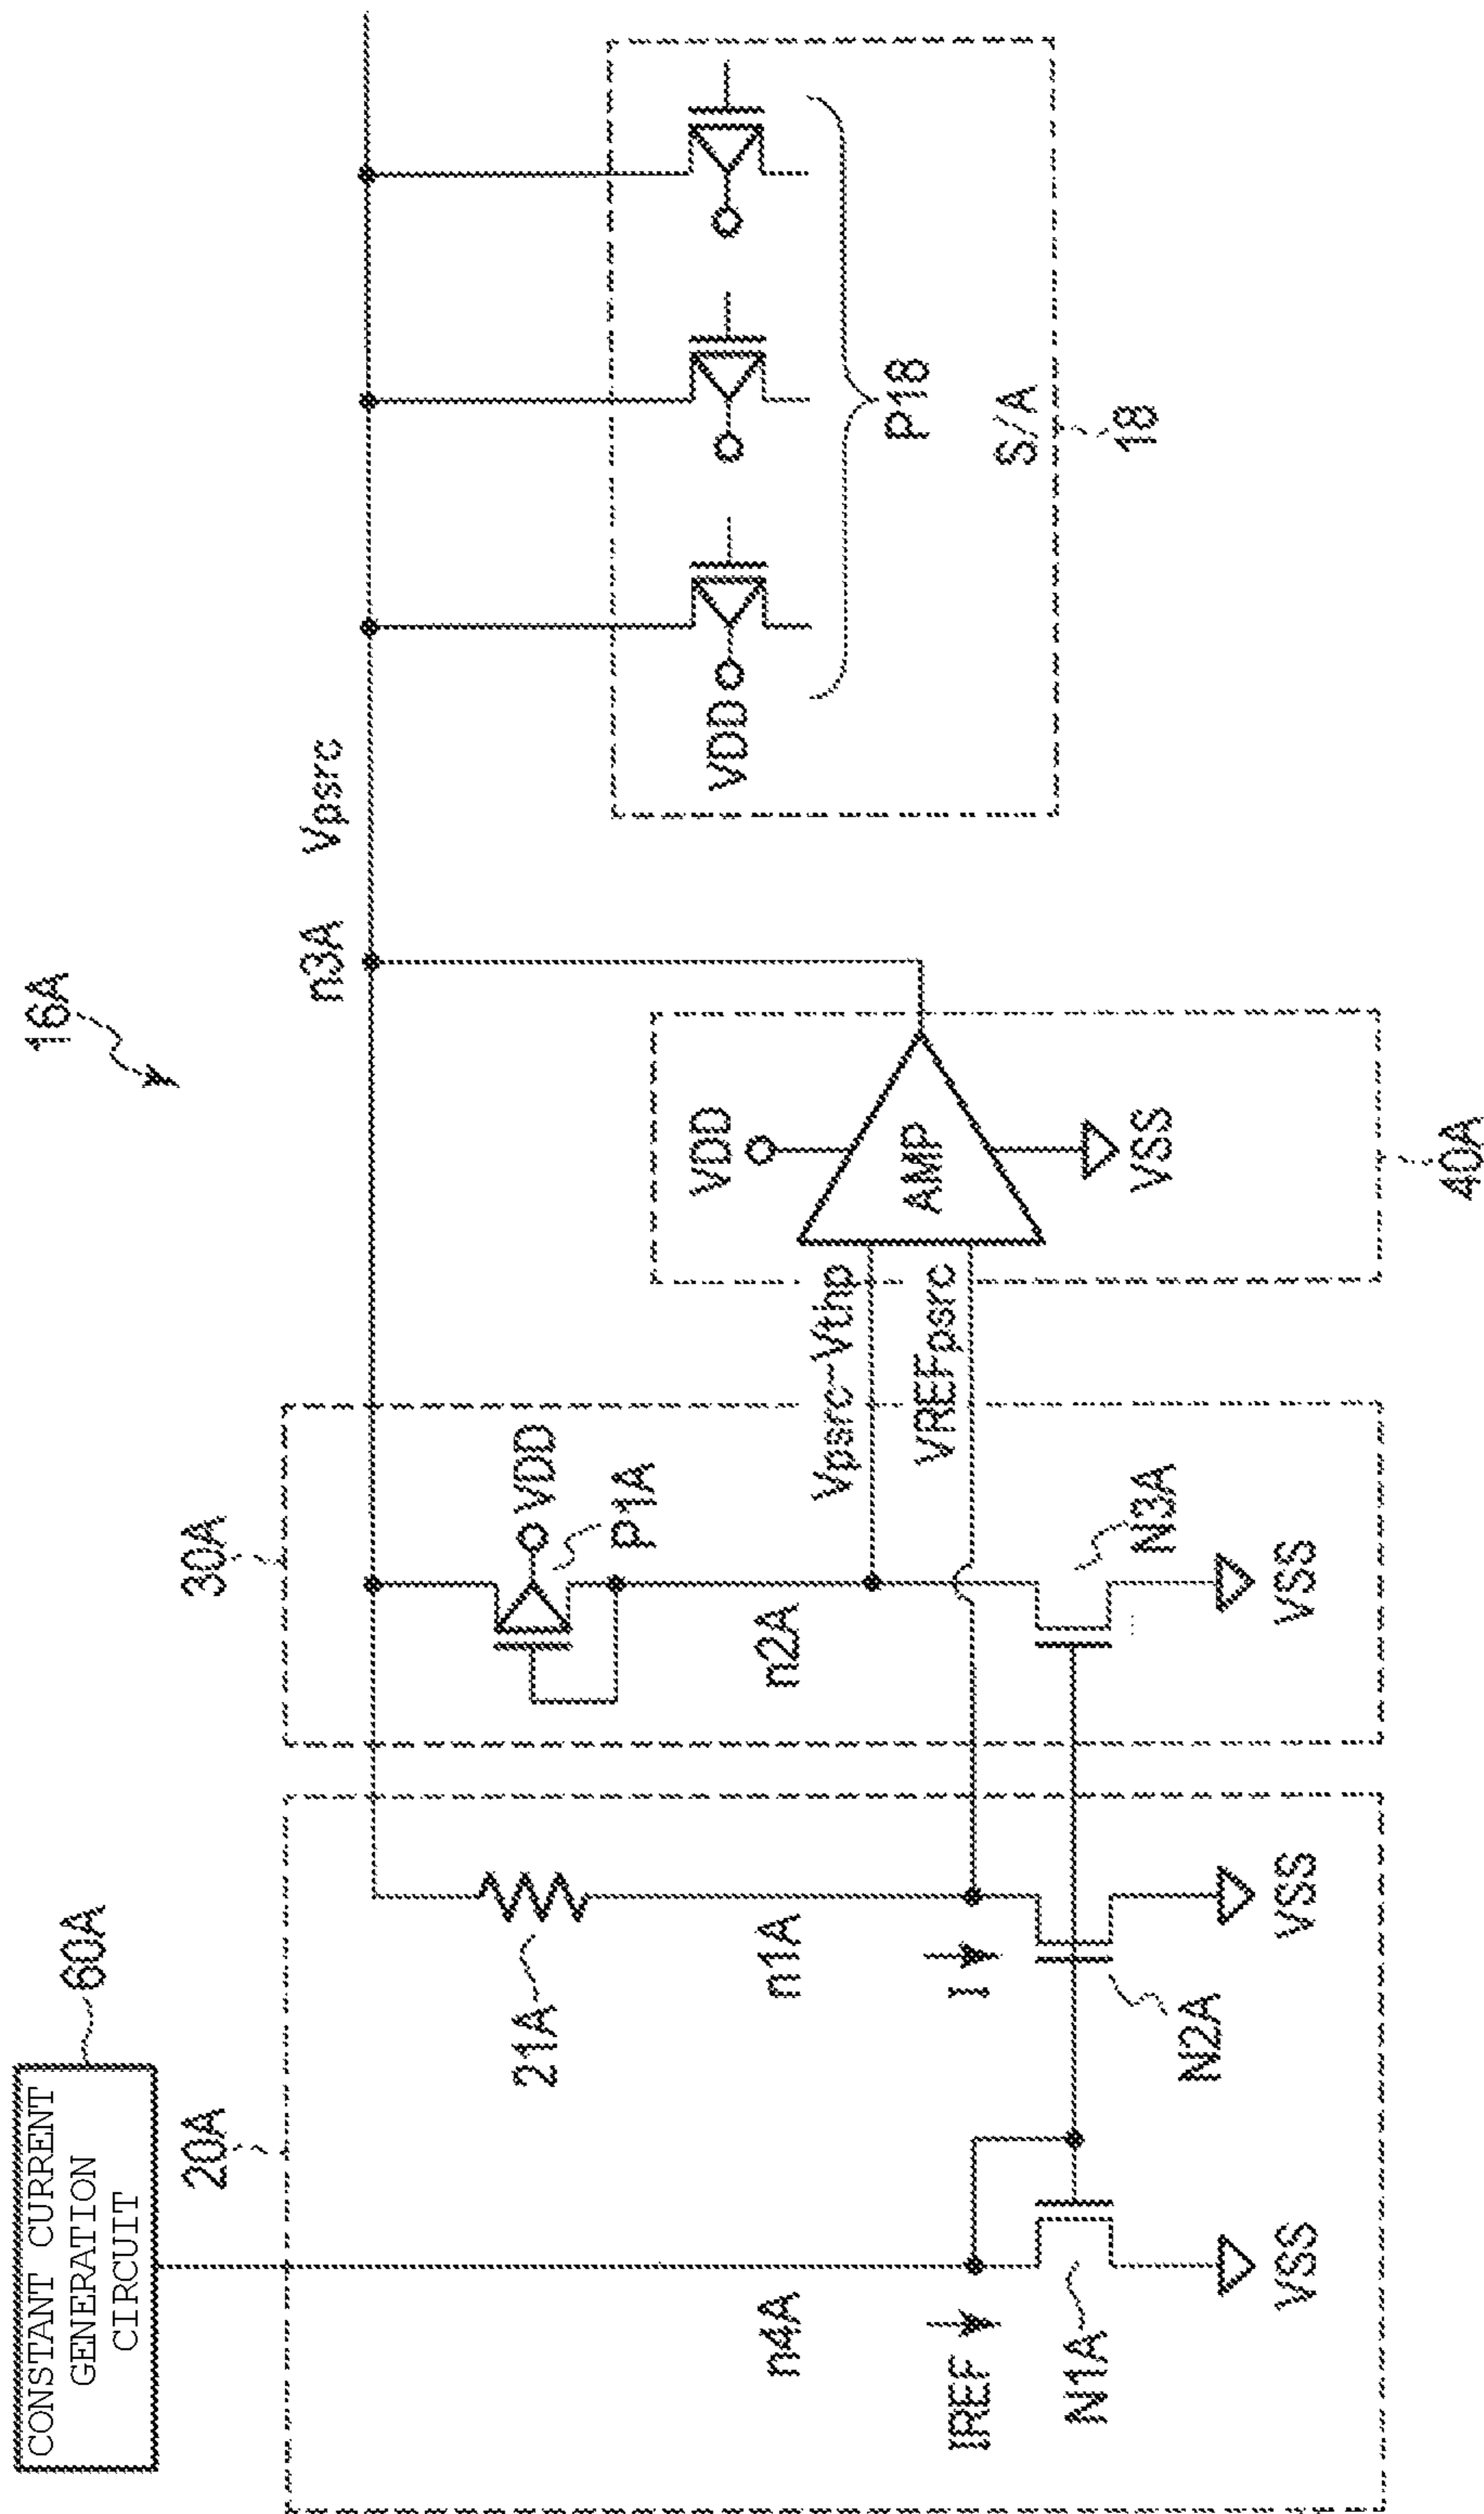 16A
CONSTANT CURRENT
GENERATION
CIRCUIT
60A
20A
30A
n3A
Vpsrc
21A
VDD
P1A
VDD
VDD
P18
n4A
n1A
n2A
Vpsrc-Vthp
VREFpsrc
AMP
IREF
I
N1A
N2A
N3A
VSS
VSS
VSS
VSS
S/A
18
40A